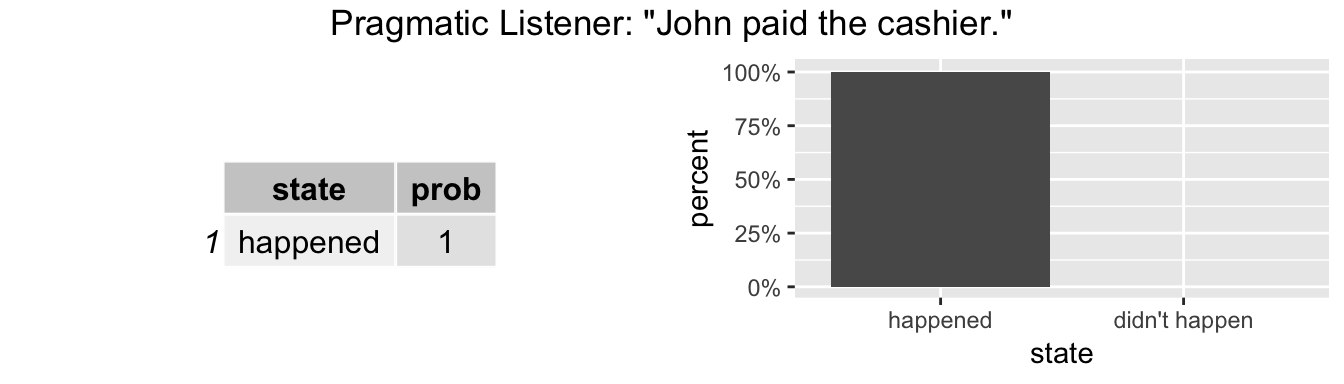 Pragmatic Listener: "John paid the cashier."
state prob
1 happened 1
percent
100%
75%
50%
25%
0%
happened didn't happen
state